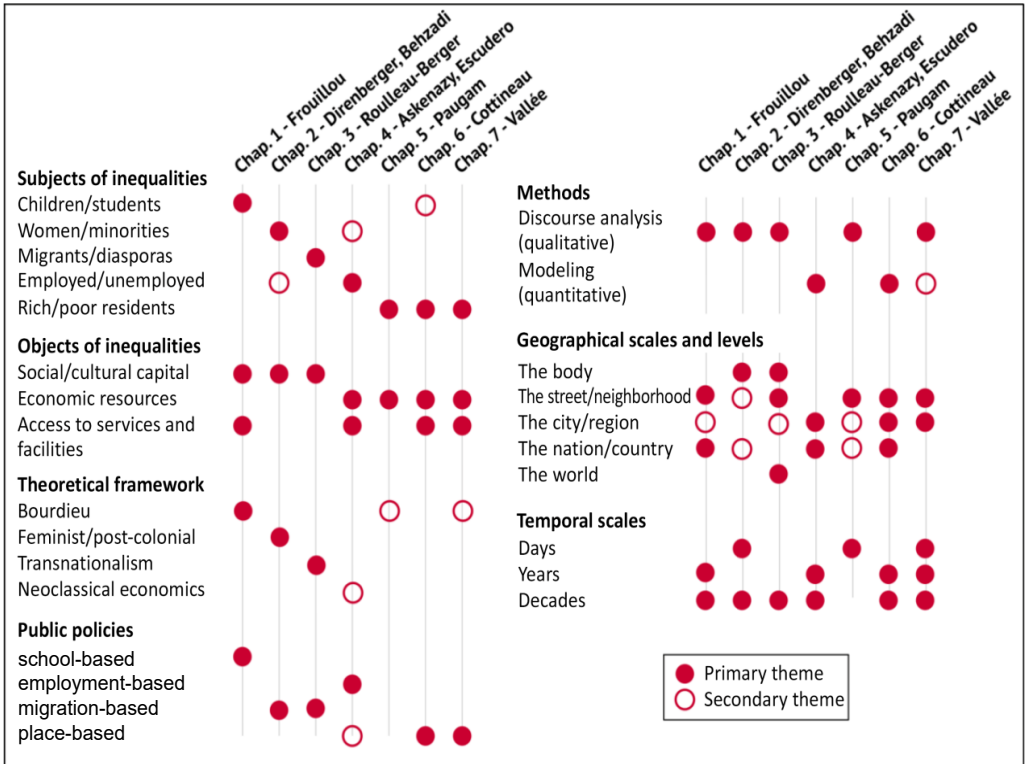 Chap. 1 - Frouillou
Chap. 2 - Direnberger, Behzadi
Chap. 3 - Roulleau-Berger
Chap. 4 - Askenazy, Escudero
Chap. 5 - Paugam
Chap. 6 - Cottineau
Chap. 7 - Vallée
Subjects of inequalities
Children/students
Women/minorities
Migrants/diasporas
Employed/unemployed
Rich/poor residents
Objects of inequalities
Social/cultural capital
Economic resources
Access to services and
facilities
Theoretical framework
Bourdieu
Feminist/post-colonial
Transnationalism
Neoclassical economics
Public policies
school-based
employment-based
migration-based
place-based
Chap. 1 - Frouillou
Chap. 2 - Direnberger, Behzadi
Chap. 3 - Roulleau-Berger
Chap. 4 - Askenazy, Escudero
Chap. 5 - Paugam
Chap. 6 - Cottineau
Chap. 7 - Vallée
Methods
Discourse analysis
(qualitative)
Modeling
(quantitative)
Geographical scales and levels
The body
The street/neighborhood
The city/region
The nation/country
The world
Temporal scales
Days
Years
Decades
Primary theme
Secondary theme